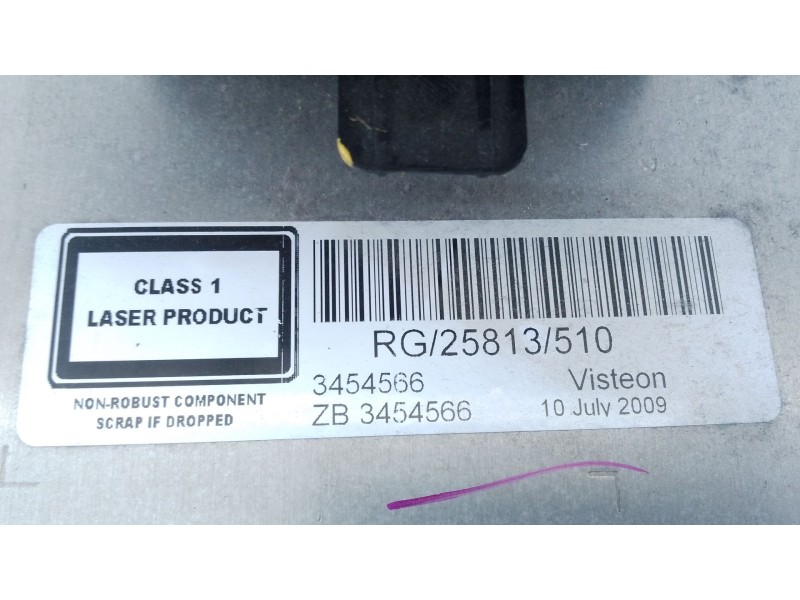 CLASS 1
LASER PRODUCT
NON-ROBUST COMPONENT
SCRAP IF DROPPED
RG/25813/510
3454566 Visteon
ZB 3454566 10 July 2009